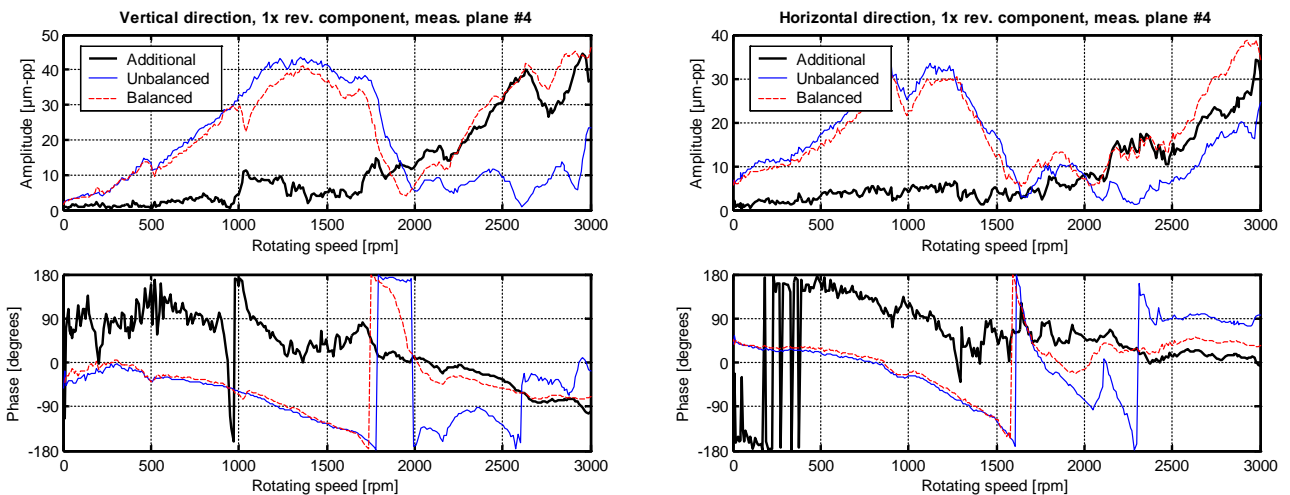 Vertical direction, 1x rev. component, meas. plane #4
50
40
30
20
10
0
Amplitude [µm-pp]
Additional
Unbalanced
Balanced
0 500 1000 1500 2000 2500 3000
Rotating speed [rpm]
180
90
0
-90
-180
Phase [degrees]
0 500 1000 1500 2000 2500 3000
Rotating speed [rpm]
Horizontal direction, 1x rev. component, meas. plane #4
40
30
20
10
0
Amplitude [µm-pp]
Additional
Unbalanced
Balanced
0 500 1000 1500 2000 2500 3000
Rotating speed [rpm]
180
90
0
-90
-180
Phase [degrees]
0 500 1000 1500 2000 2500 3000
Rotating speed [rpm]